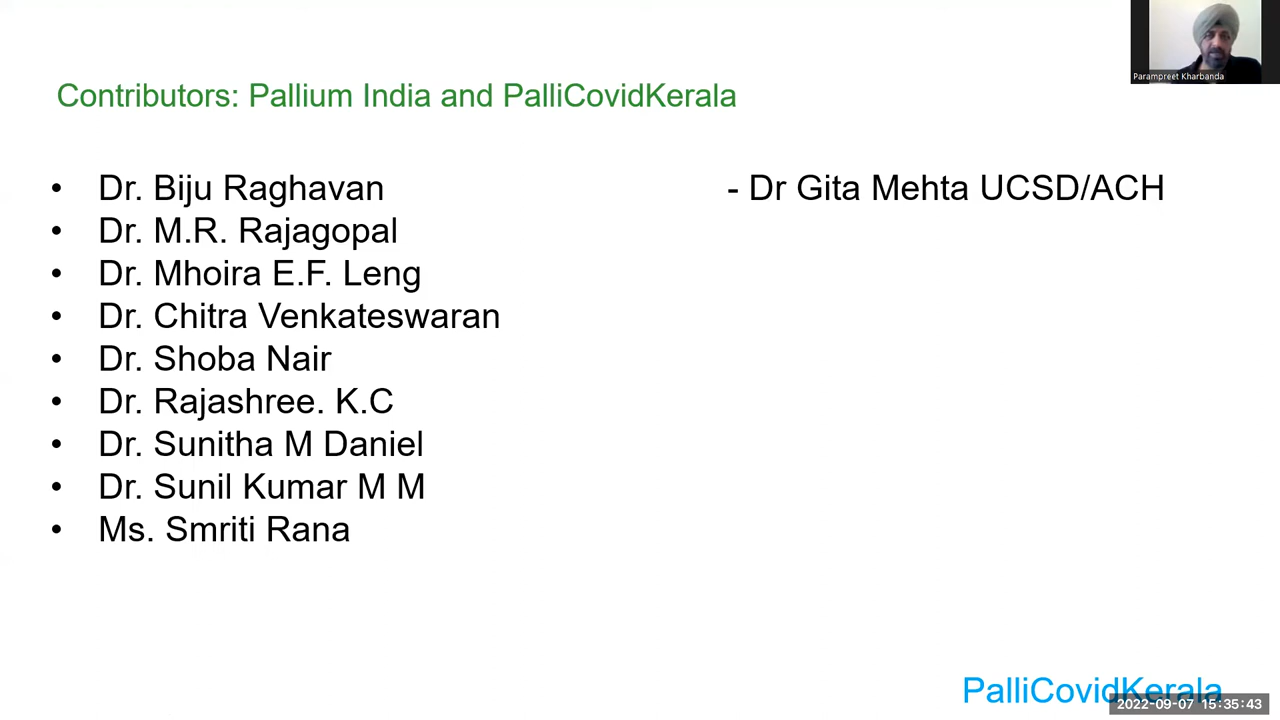 Parampreet Kharbanda
Contributors: Pallium India and PalliCovidKerala
• Dr. Biju Raghavan
• Dr. M.R. Rajagopal
• Dr. Mhoira E.F. Leng
• Dr. Chitra Venkateswaran
• Dr. Shoba Nair
• Dr. Rajashree. K.C
• Dr. Sunitha M Daniel
• Dr. Sunil Kumar M M
• Ms. Smriti Rana
- Dr Gita Mehta UCSD/ACH
PalliCovidKerala
2022-09-07 15:35:43